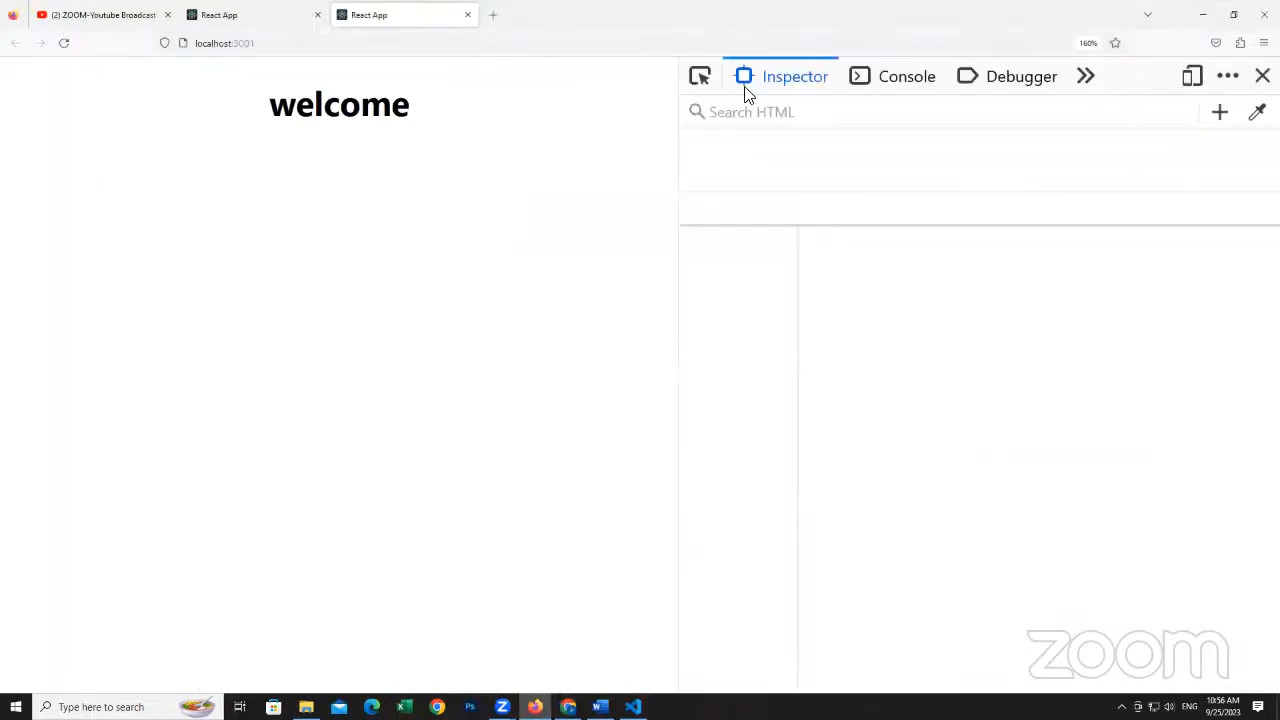 (2) ZOOM-Youtube Broadcast
React App
React App
localhost:3001
160%
Inspector
Console
Debugger
Search HTML
welcome
zoom
Type here to search
ENG
10:56 AM
9/25/2023